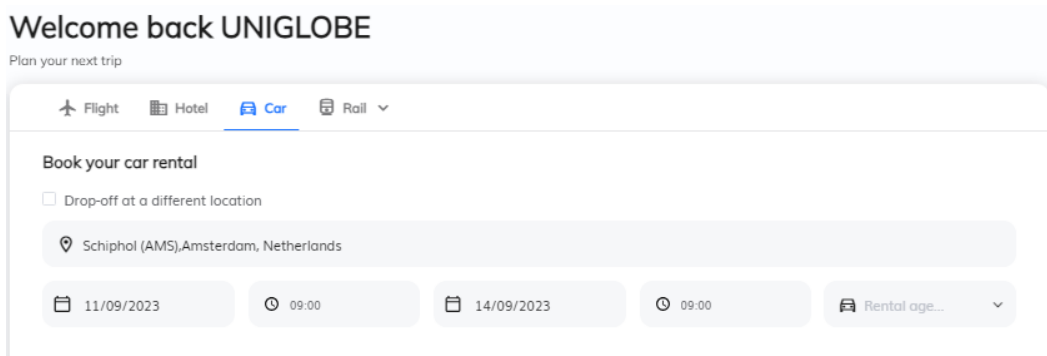 Welcome back UNIGLOBE
Plan your next trip
Flight Hotel Car Rail
Book your car rental
Drop-off at a different location
Schiphol (AMS),Amsterdam, Netherlands
11/09/2023 09:00 14/09/2023 09:00 Rental age...